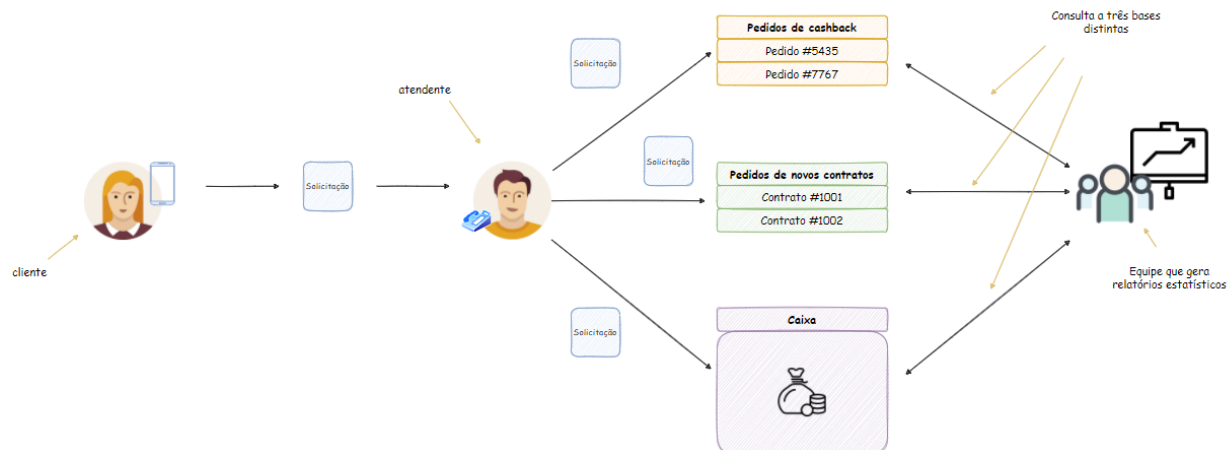 cliente
Solicitação
atendente
Solicitação
Solicitação
Solicitação
Pedidos de cashback
Pedido #5435
Pedido #7767
Pedidos de novos contratos
Contrato #1001
Contrato #1002
Caixa
Consulta a três bases
distintas
Equipe que gera
relatórios estatísticos